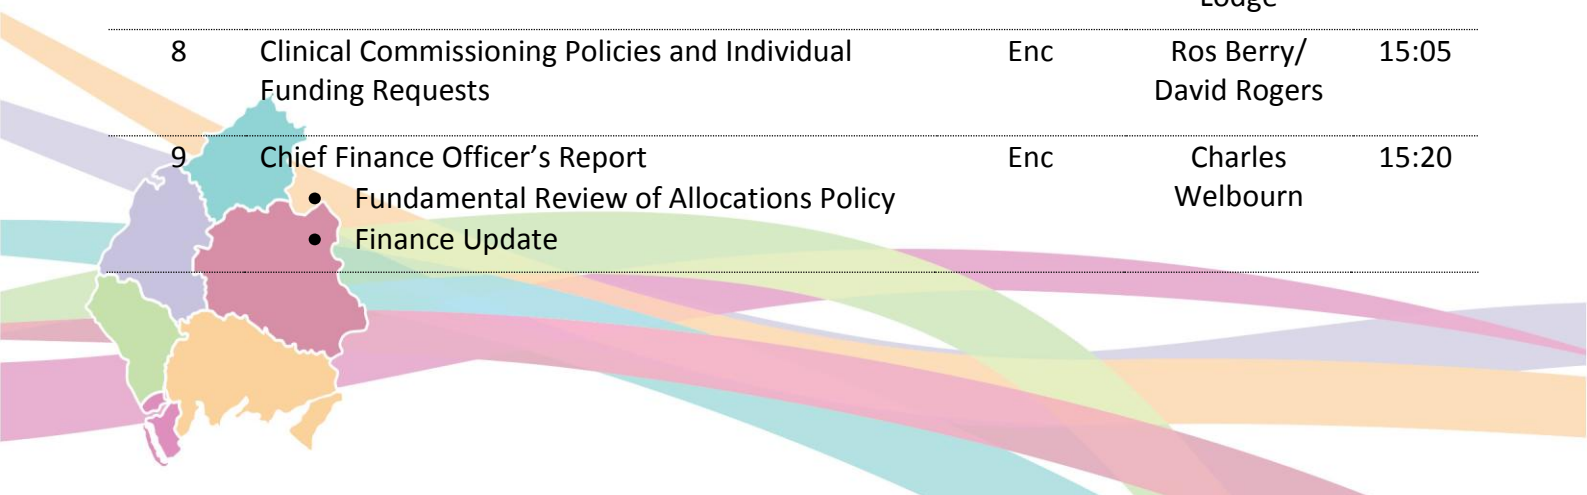 Lodge
8 Clinical Commissioning Policies and Individual Enc Ros Berry/ 15:05
Funding Requests David Rogers
9 Chief Finance Officer’s Report Enc Charles 15:20
• Fundamental Review of Allocations Policy Welbourn
• Finance Update